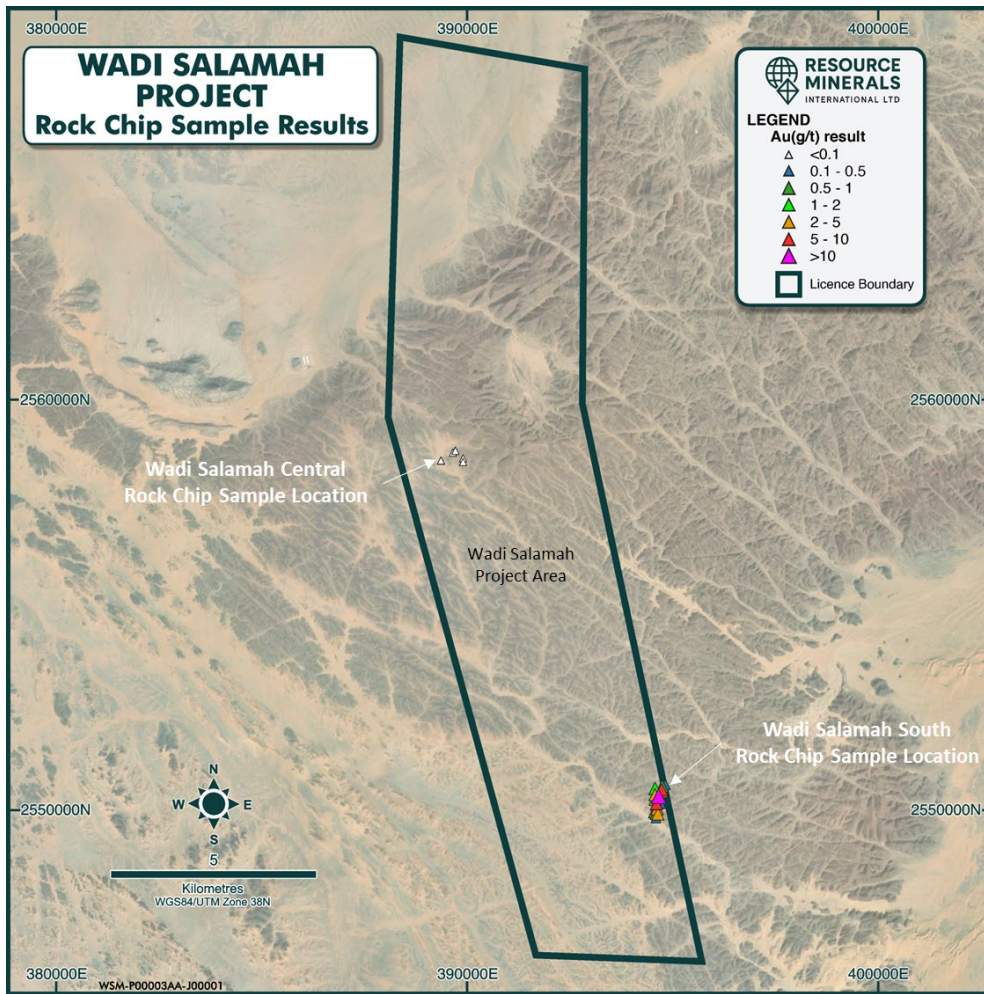 380000E
390000E
400000E
WADI SALAMAH
PROJECT
Rock Chip Sample Results
RESOURCE
MINERALS
INTERNATIONAL LTD
LEGEND
Au(g/t) result
<0.1
0.1 - 0.5
0.5 - 1
1 - 2
2 - 5
5 - 10
>10
Licence Boundary
2560000N
2560000N
Wadi Salamah Central
Rock Chip Sample Location
Wadi Salamah
Project Area
Wadi Salamah South
Rock Chip Sample Location
N
W
E
S
2550000N
2550000N
5
Kilometres
WGS84/UTM Zone 38N
380000E
390000E
400000E
WSM-P00003AA-J00001